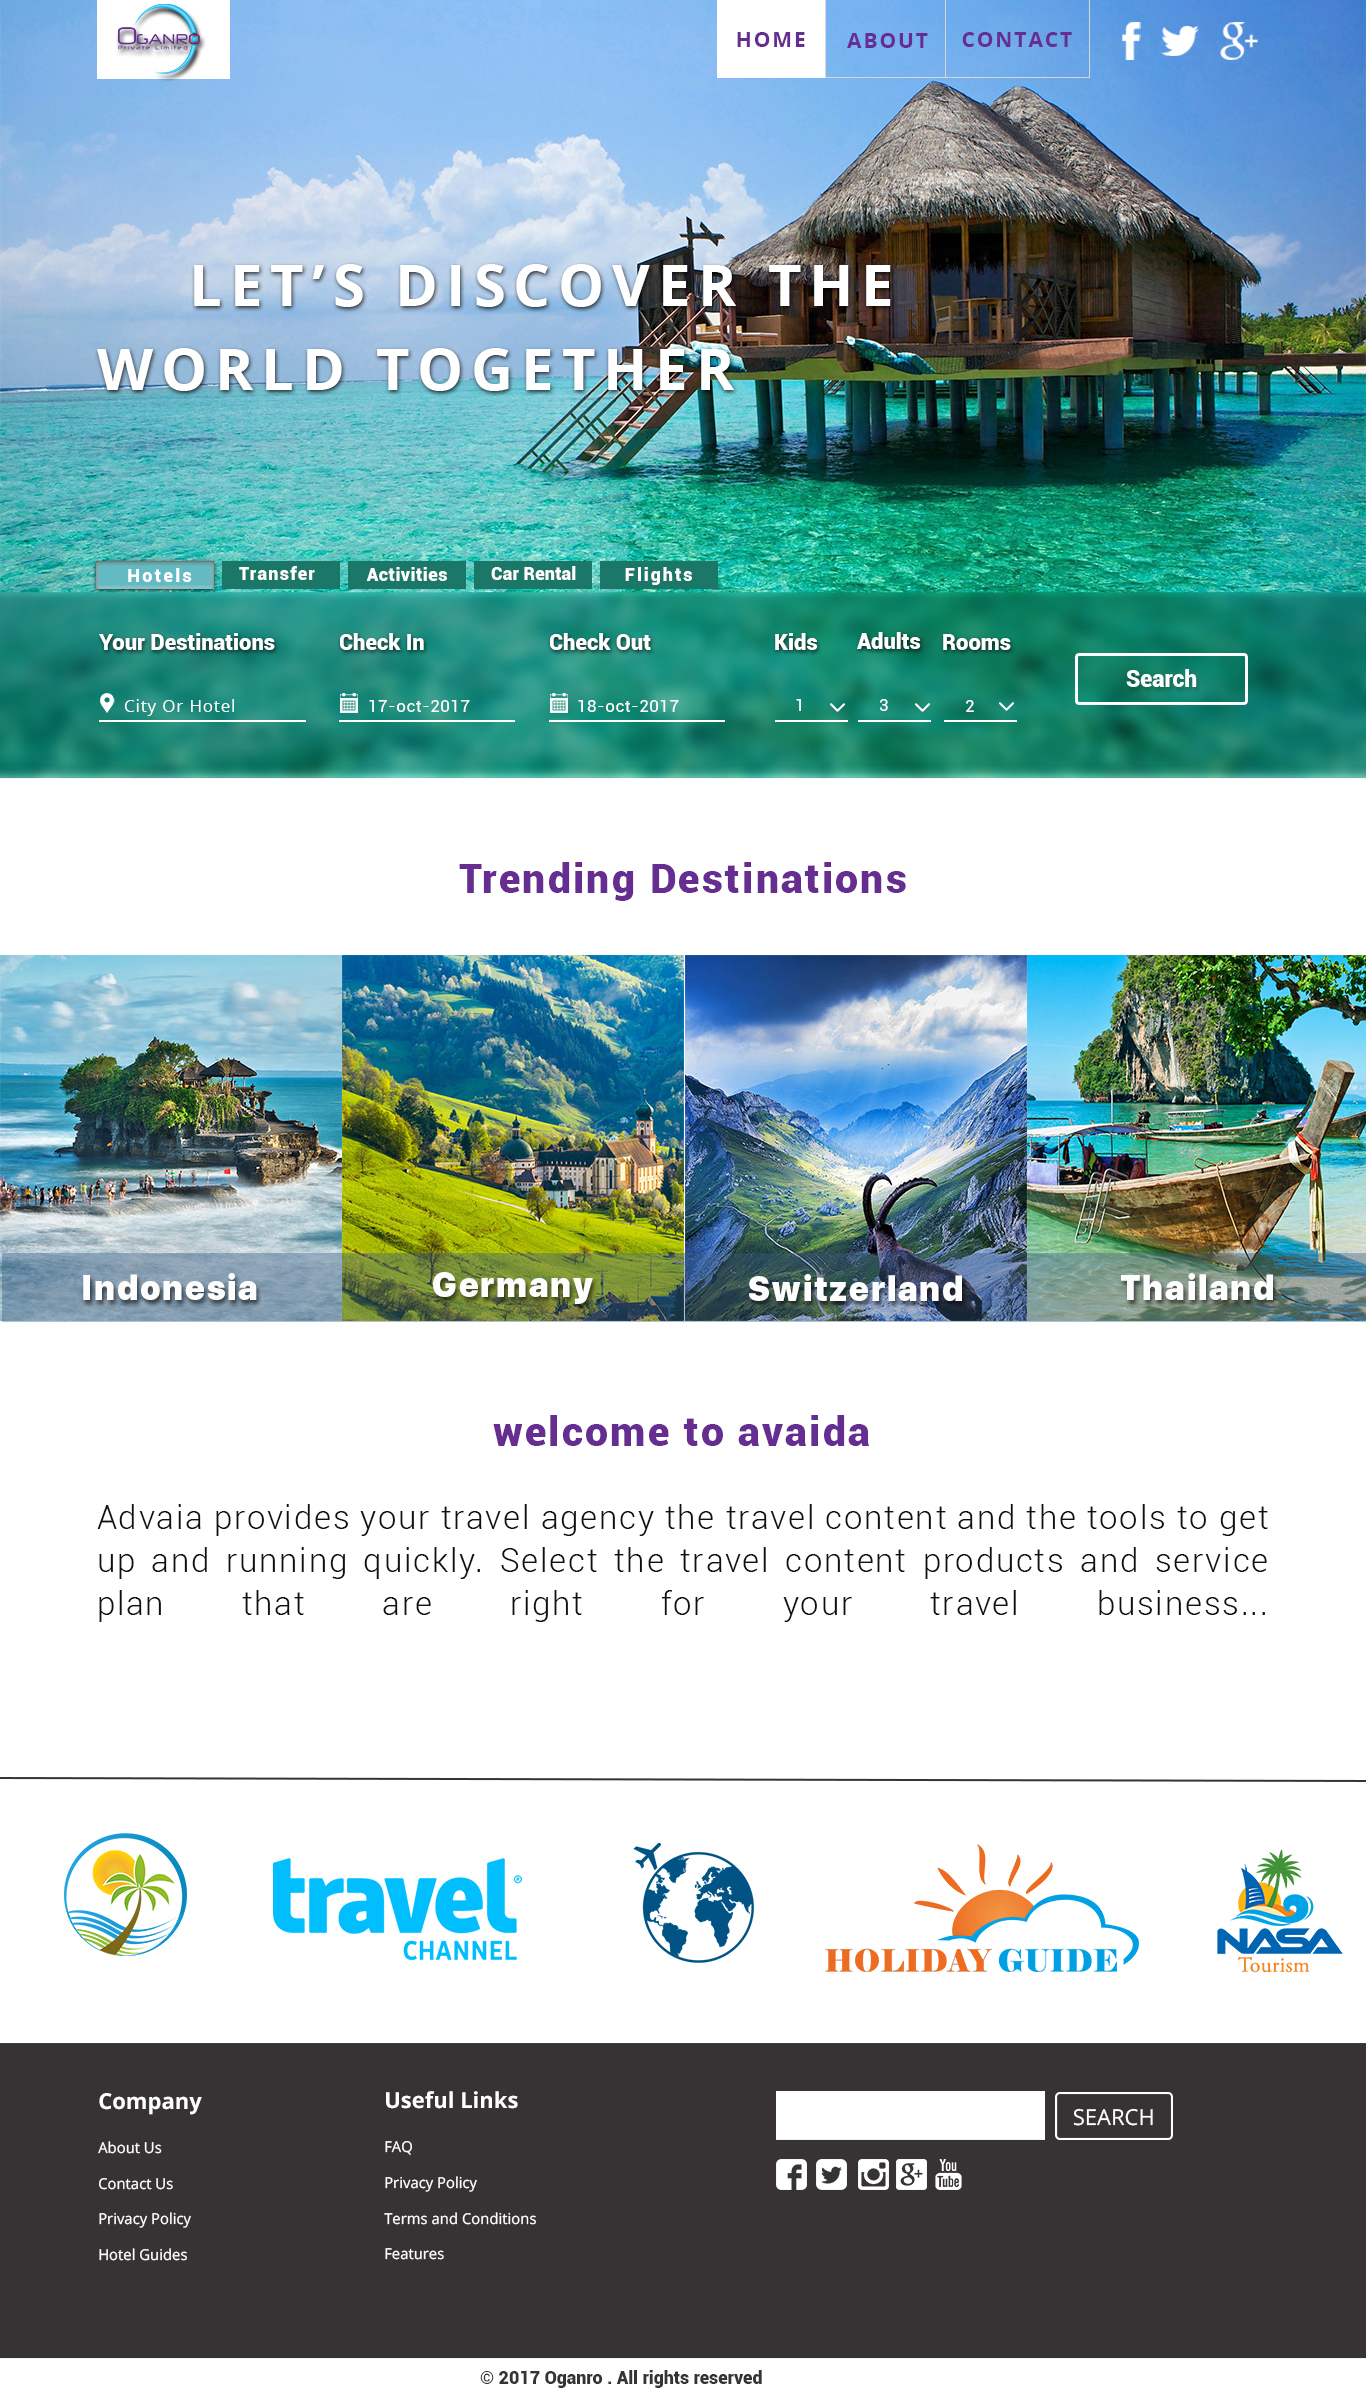 OGANRO
Private Limited
HOME ABOUT CONTACT
LET’S DISCOVER THE
WORLD TOGETHER
Hotels Transfer Activities Car Rental Flights
Your Destinations Check In Check Out Kids Adults Rooms
Search
City Or Hotel 17-oct-2017 18-oct-2017 1 3 2
Trending Destinations
Indonesia Germany Switzerland Thailand
welcome to avaida
Advaia provides your travel agency the travel content and the tools to get
up and running quickly. Select the travel content products and service
plan that are right for your travel business...
travel®
CHANNEL
HOLIDAY GUIDE
NASA
Tourism
Company Useful Links
SEARCH
About Us FAQ
You
Tube
Contact Us Privacy Policy
Privacy Policy Terms and Conditions
Hotel Guides Features
© 2017 Oganro . All rights reserved